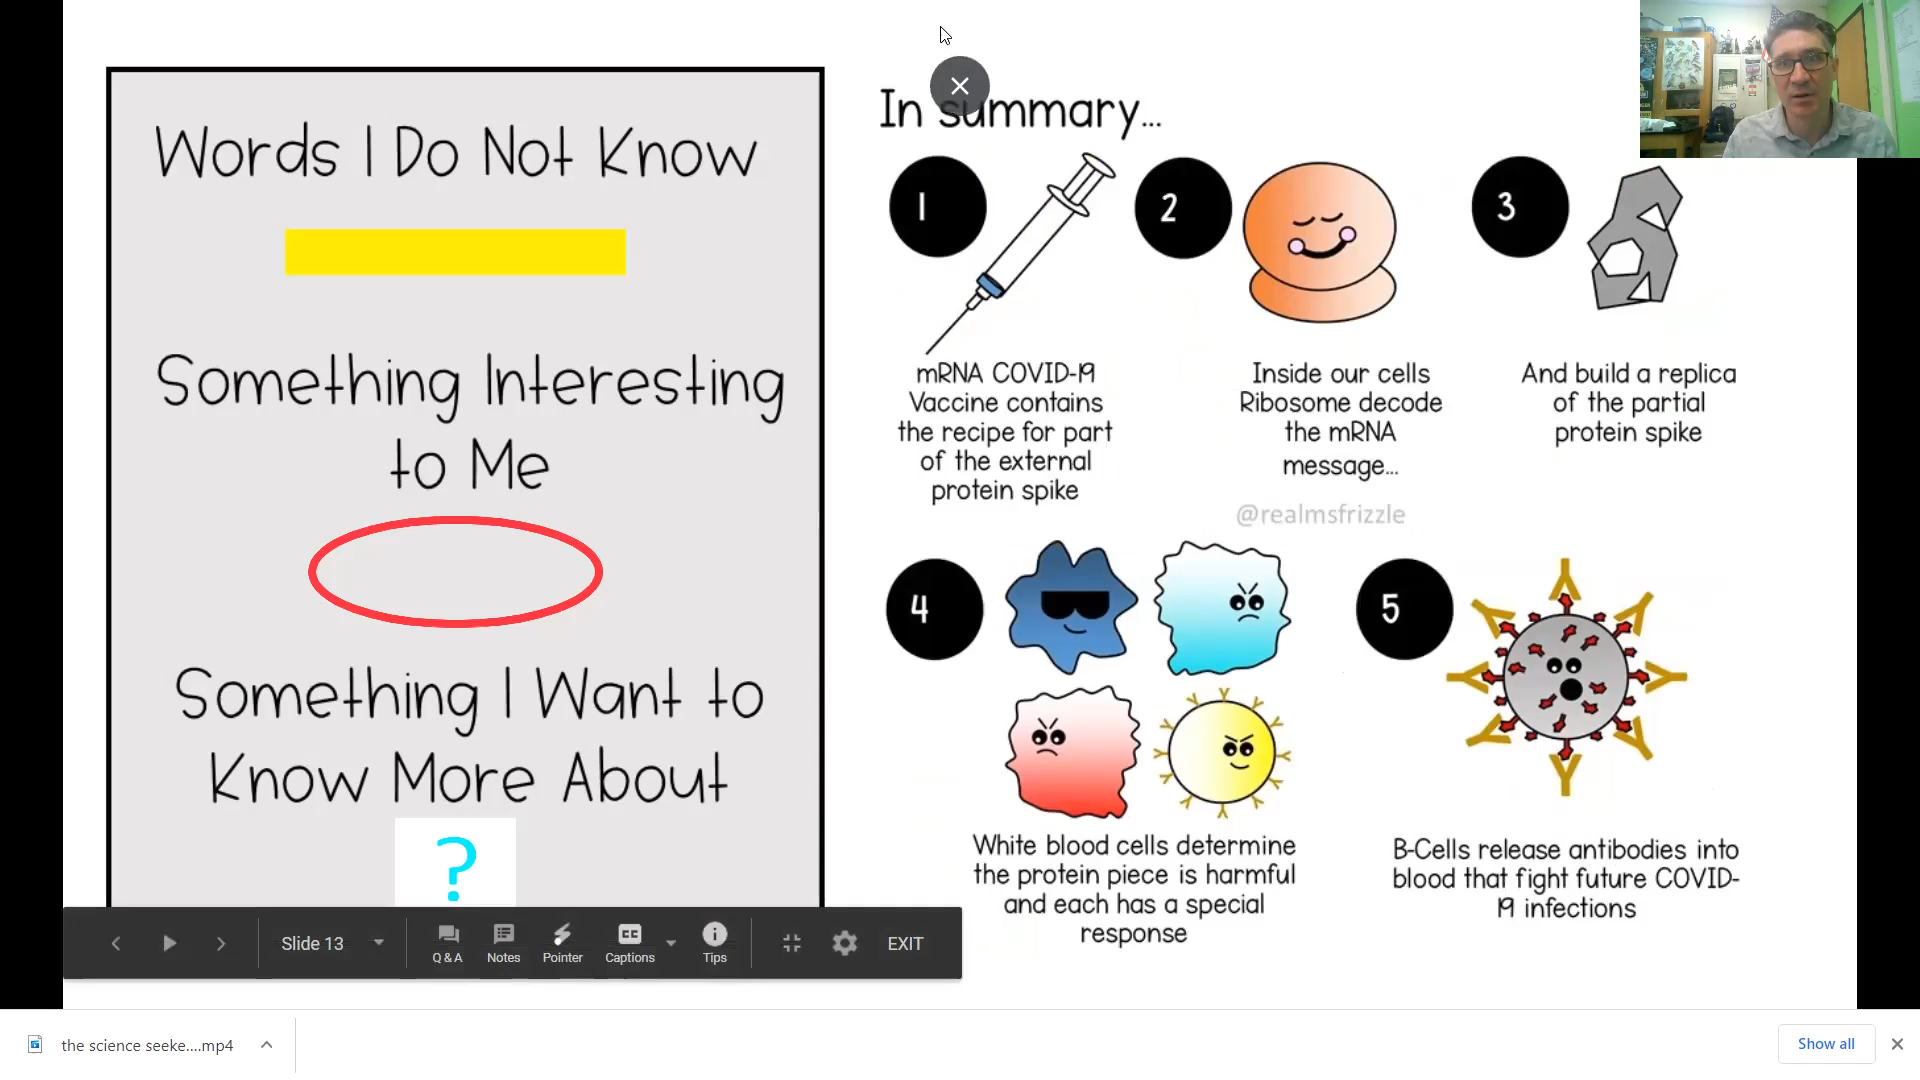 Words I Do Not Know
Something Interesting
to Me
Something I Want to
Know More About
?
In summary...
1
mRNA COVID-19
Vaccine contains
the recipe for part
of the external
protein spike
2
Inside our cells
Ribosome decode
the mRNA
message...
3
And build a replica
of the partial
protein spike
@realmsfrizzle
4
White blood cells determine
the protein piece is harmful
and each has a special
response
5
B-Cells release antibodies into
blood that fight future COVID-
19 infections
Slide 13
Q & A
Notes
Pointer
CC
Captions
Tips
EXIT
the science seeke....mp4
Show all